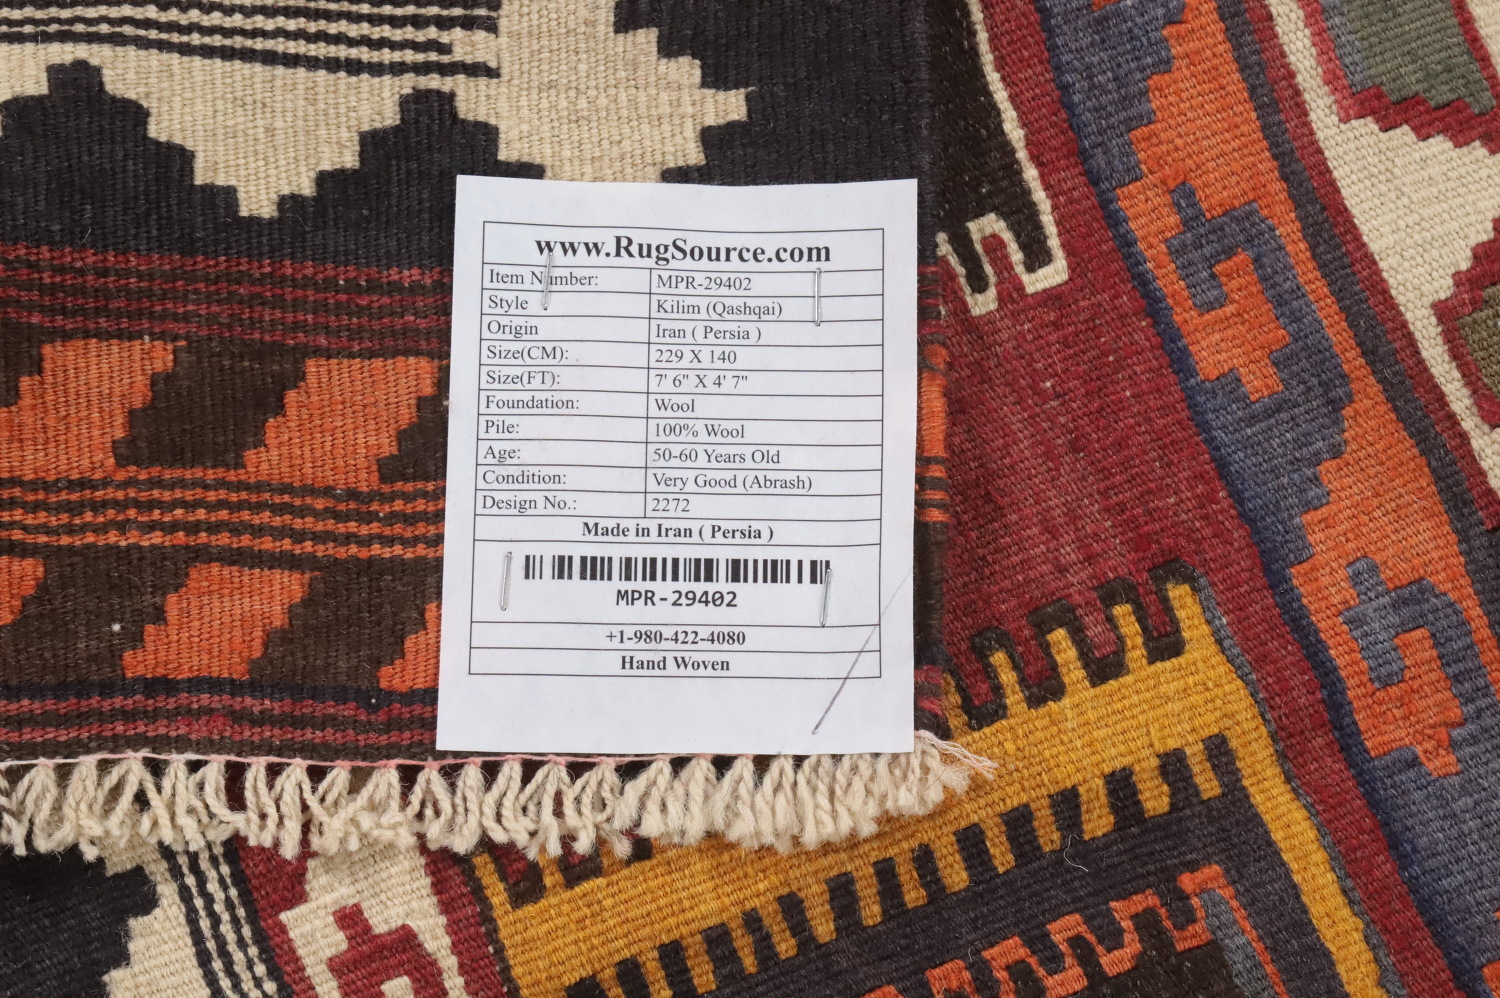 www.RugSource.com
Item Number: MPR-29402
Style Kilim (Qashqai)
Origin Iran ( Persia )
Size(CM): 229 X 140
Size(FT): 7' 6" X 4' 7"
Foundation: Wool
Pile: 100% Wool
Age: 50-60 Years Old
Condition: Very Good (Abrash)
Design No.: 2272
Made in Iran ( Persia )
MPR-29402
+1-980-422-4080
Hand Woven